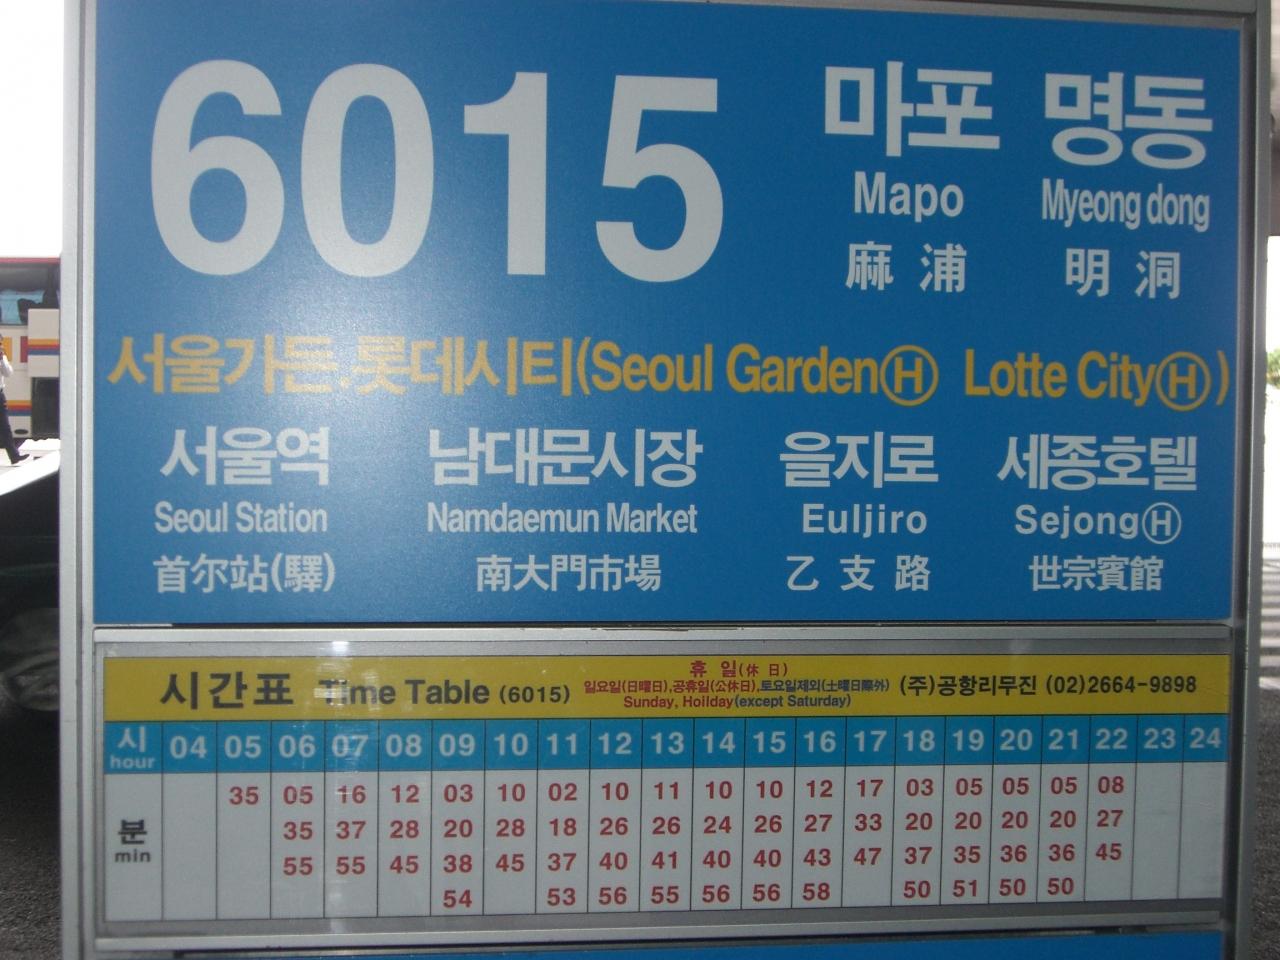 6015
마포 명동
Mapo Myeong dong
麻浦 明洞
서울가든.롯데시티(Seoul GardenⒽ Lotte CityⒽ)
서울역 남대문시장 을지로 세종호텔
Seoul Station Namdaemun Market Euljiro SejongⒽ
首尔站(驛) 南大門市場 乙支路 世宗賓館
휴 일(休 日)
시간표 Time Table (6015) 일요일(日曜日),공휴일(公休日),토요일제외(土曜日除外) (주)공항리무진 (02)2664-9898
Sunday, Hoilday(except Saturday)
시 04 05 06 07 08 09 10 11 12 13 14 15 16 17 18 19 20 21 22 23 24
hour
35 05 16 12 03 10 02 10 11 10 10 12 17 03 05 05 05 08
분 35 37 28 20 28 18 26 26 24 26 27 33 20 20 20 20 27
min 55 55 45 38 45 37 40 41 40 40 43 47 37 35 36 36 45
54 53 56 55 56 56 58 50 51 50 50